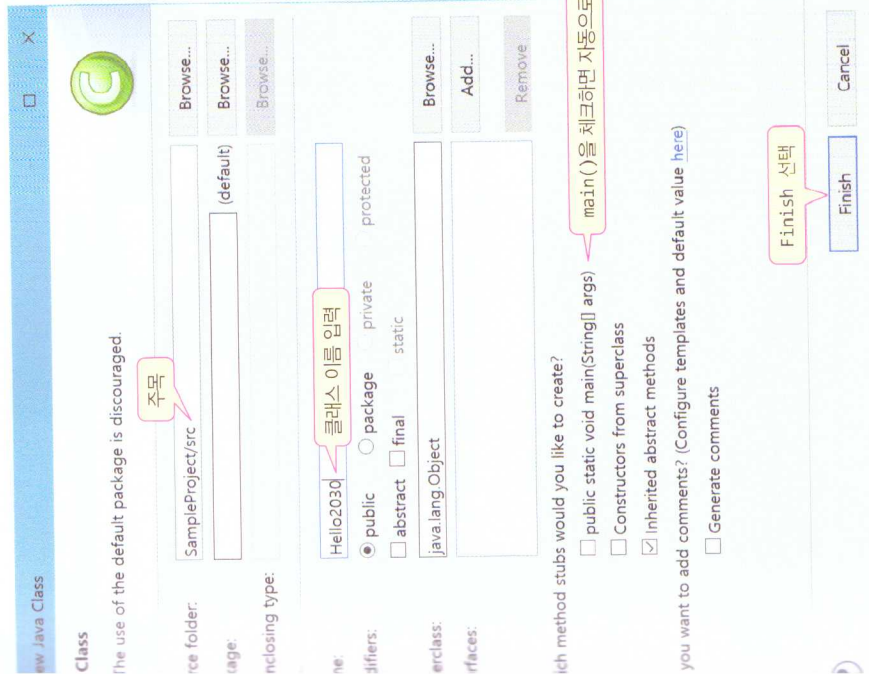 ew Java Class
Class
The use of the default package is discouraged.
주목
rce folder:
SampleProject/src
Browse...
kage:
(default)
Browse...
nclosing type:
Browse...
me:
Hello2030
클래스 이름 입력
difiers:
public
package
private
protected
abstract
final
static
erclass:
java.lang.Object
Browse...
rfaces:
Add...
Remove
ich method stubs would you like to create?
public static void main(String[] args)
main()을 체크하면 자동으로
Constructors from superclass
Inherited abstract methods
you want to add comments? (Configure templates and default value here)
Generate comments
Finish 선택
Finish
Cancel